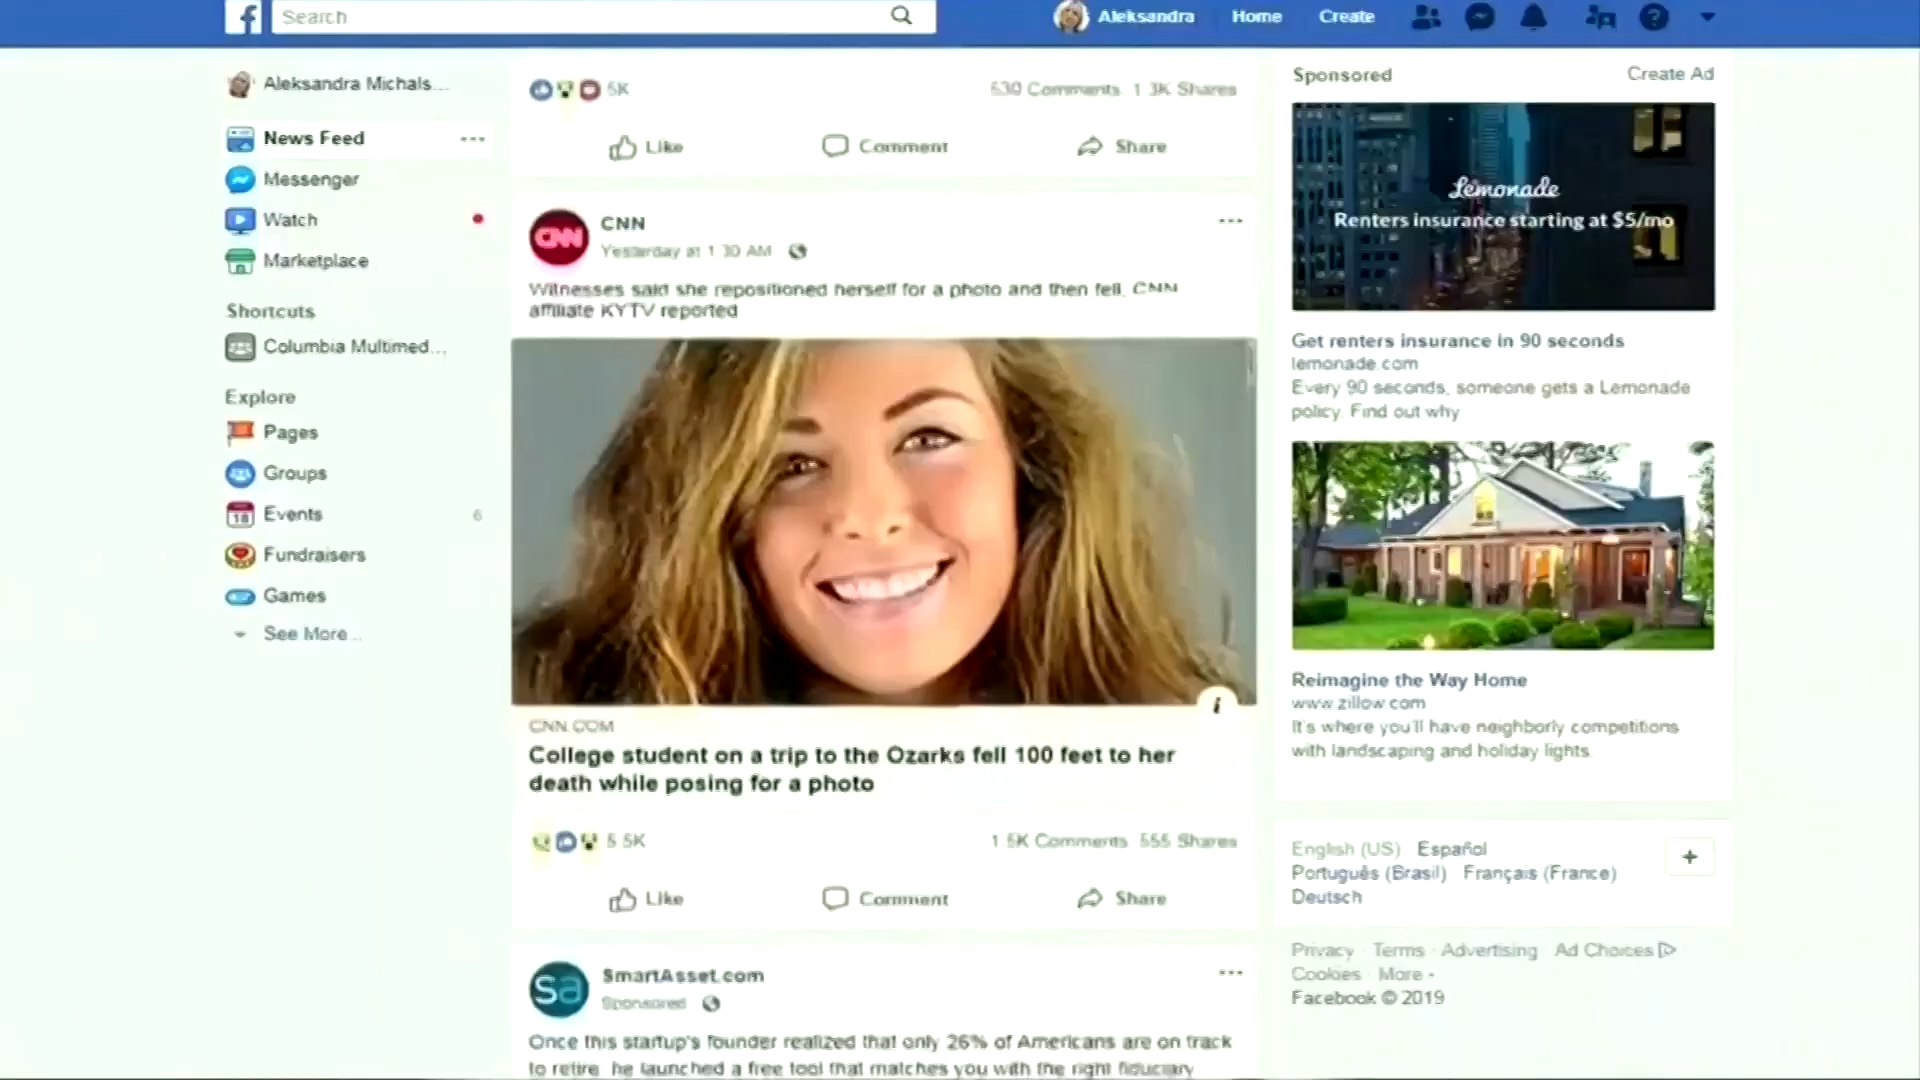 Search
Aleksandra
Home
Create
Aleksandra Michals...
News Feed
Messenger
Watch
Marketplace
Shortcuts
Columbia Multimed...
Explore
Pages
Groups
Events 6
Fundraisers
Games
See More...
5K
630 Comments 1.3K Shares
Like
Comment
Share
CNN
Yesterday at 1:30 AM
Witnesses said she repositioned herself for a photo and then fell, CNN
affiliate KYTV reported
CNN.COM
College student on a trip to the Ozarks fell 100 feet to her
death while posing for a photo
5.5K
1.5K Comments 555 Shares
Like
Comment
Share
SmartAsset.com
Sponsored
Once this startup's founder realized that only 26% of Americans are on track
to retire, he launched a free tool that matches you with the right fiduciary
Sponsored
Create Ad
Lemonade
Renters insurance starting at $5/mo
Get renters insurance in 90 seconds
lemonade.com
Every 90 seconds, someone gets a Lemonade
policy. Find out why
Reimagine the Way Home
www.zillow.com
It's where you'll have neighborly competitions
with landscaping and holiday lights.
English (US) Español
Português (Brasil) Français (France)
Deutsch
Privacy · Terms · Advertising · Ad Choices
Cookies · More
Facebook © 2019